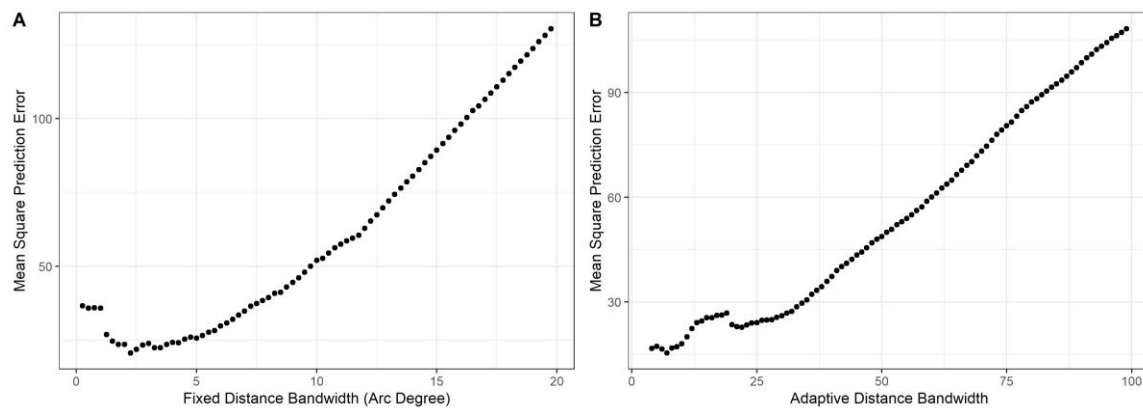 A
Mean Square Prediction Error
100
50
0
5
10
15
20
Fixed Distance Bandwidth (Arc Degree)
B
Mean Square Prediction Error
90
60
30
0
25
50
75
100
Adaptive Distance Bandwidth